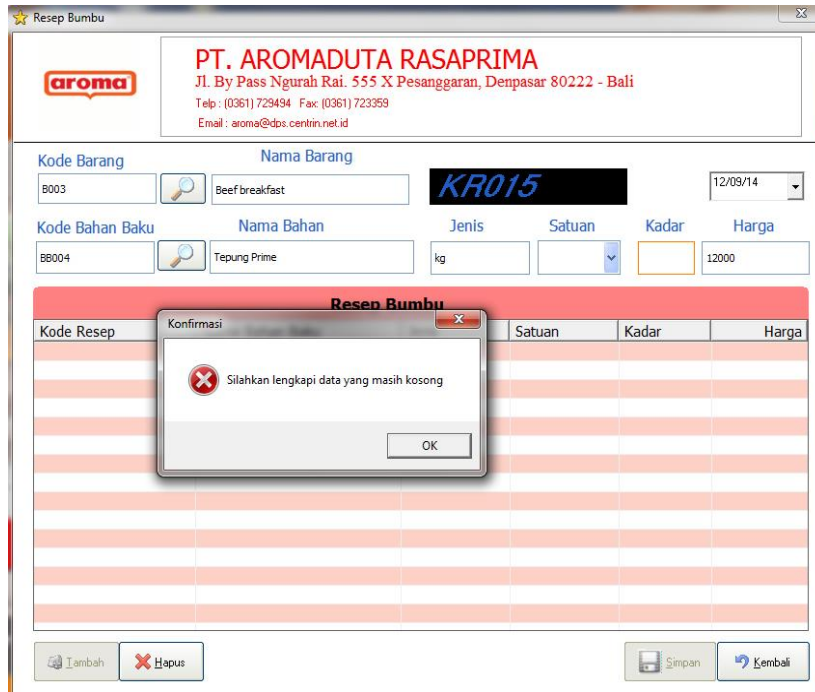 Resep Bumbu
aroma
PT. AROMADUTA RASAPRIMA
Jl. By Pass Ngurah Rai. 555 X Pesanggaran, Denpasar 80222 - Bali
Telp : (0361) 729494 Fax: (0361) 723359
Email : aroma@dps.centrin.net.id
Kode Barang Nama Barang
B003 Beef breakfast KR015 12/09/14
Kode Bahan Baku Nama Bahan Jenis Satuan Kadar Harga
BB004 Tepung Prime kg 12000
Resep Bumbu
Kode Resep Satuan Kadar Harga
Konfirmasi
Silahkan lengkapi data yang masih kosong
OK
Tambah Hapus Simpan Kembali